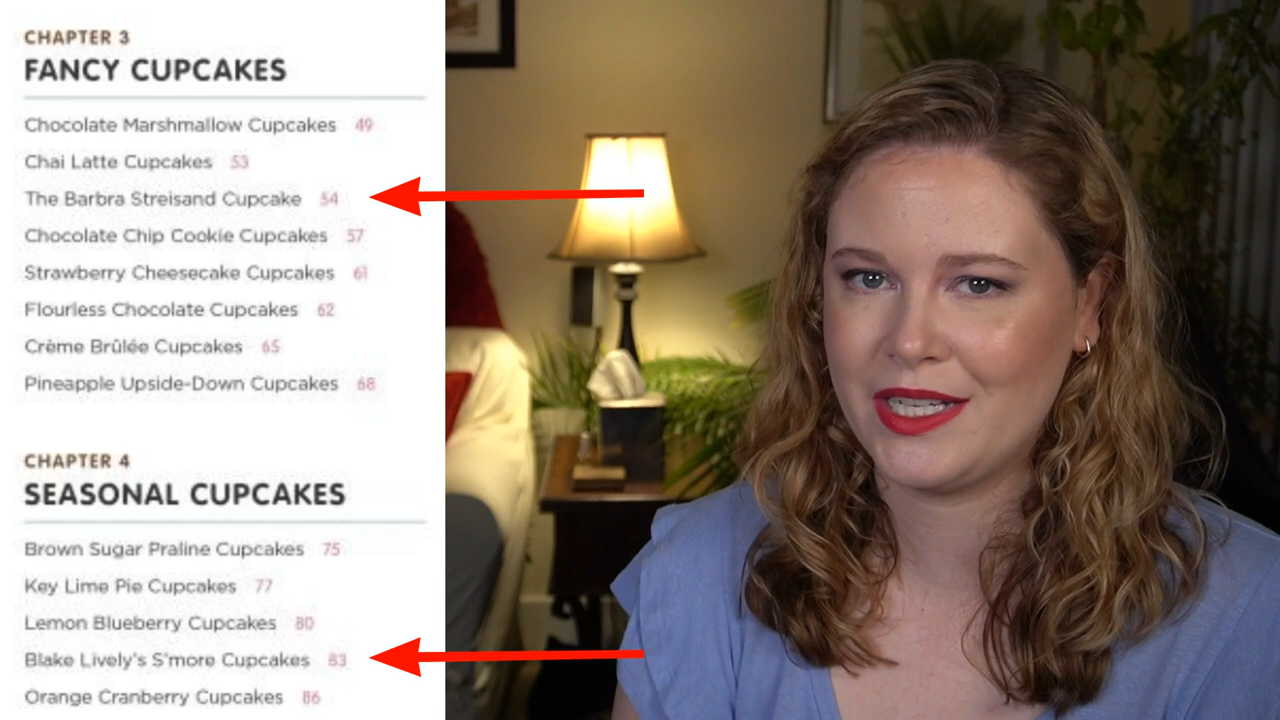 CHAPTER 3
FANCY CUPCAKES
Chocolate Marshmallow Cupcakes 49
Chai Latte Cupcakes 53
The Barbra Streisand Cupcake 54
Chocolate Chip Cookie Cupcakes 57
Strawberry Cheesecake Cupcakes 61
Flourless Chocolate Cupcakes 62
Crème Brûlée Cupcakes 65
Pineapple Upside-Down Cupcakes 68
CHAPTER 4
SEASONAL CUPCAKES
Brown Sugar Praline Cupcakes 75
Key Lime Pie Cupcakes 77
Lemon Blueberry Cupcakes 80
Blake Lively's S'more Cupcakes 83
Orange Cranberry Cupcakes 86